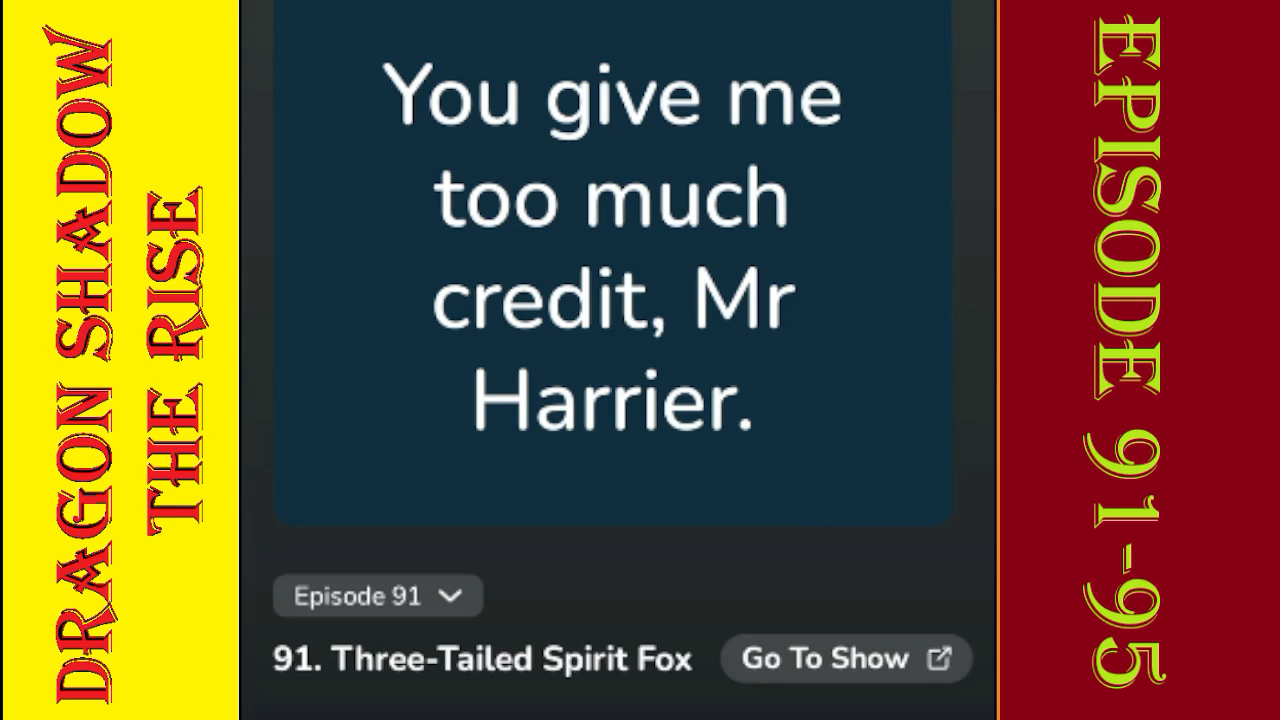 DRAGON SHADOW
THE RISE
You give me
too much
credit, Mr
Harrier.
Episode 91
91. Three-Tailed Spirit Fox
Go To Show
EPISODE 91-95